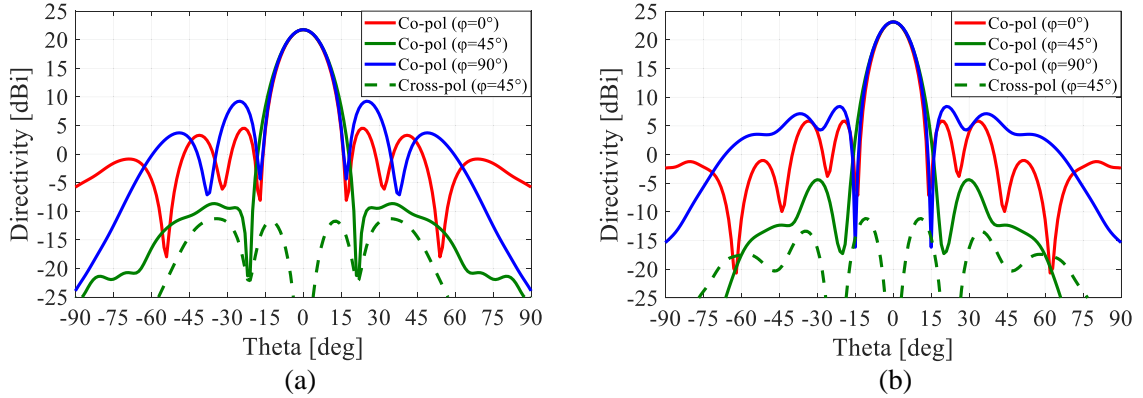 25
20
15
10
5
0
-5
-10
-15
-20
-25
Directivity [dBi]
Co-pol (φ=0°)
Co-pol (φ=45°)
Co-pol (φ=90°)
Cross-pol (φ=45°)
-90 -75 -60 -45 -30 -15 0 15 30 45 60 75 90
Theta [deg]
(a)
25
20
15
10
5
0
-5
-10
-15
-20
-25
Directivity [dBi]
Co-pol (φ=0°)
Co-pol (φ=45°)
Co-pol (φ=90°)
Cross-pol (φ=45°)
-90 -75 -60 -45 -30 -15 0 15 30 45 60 75 90
Theta [deg]
(b)